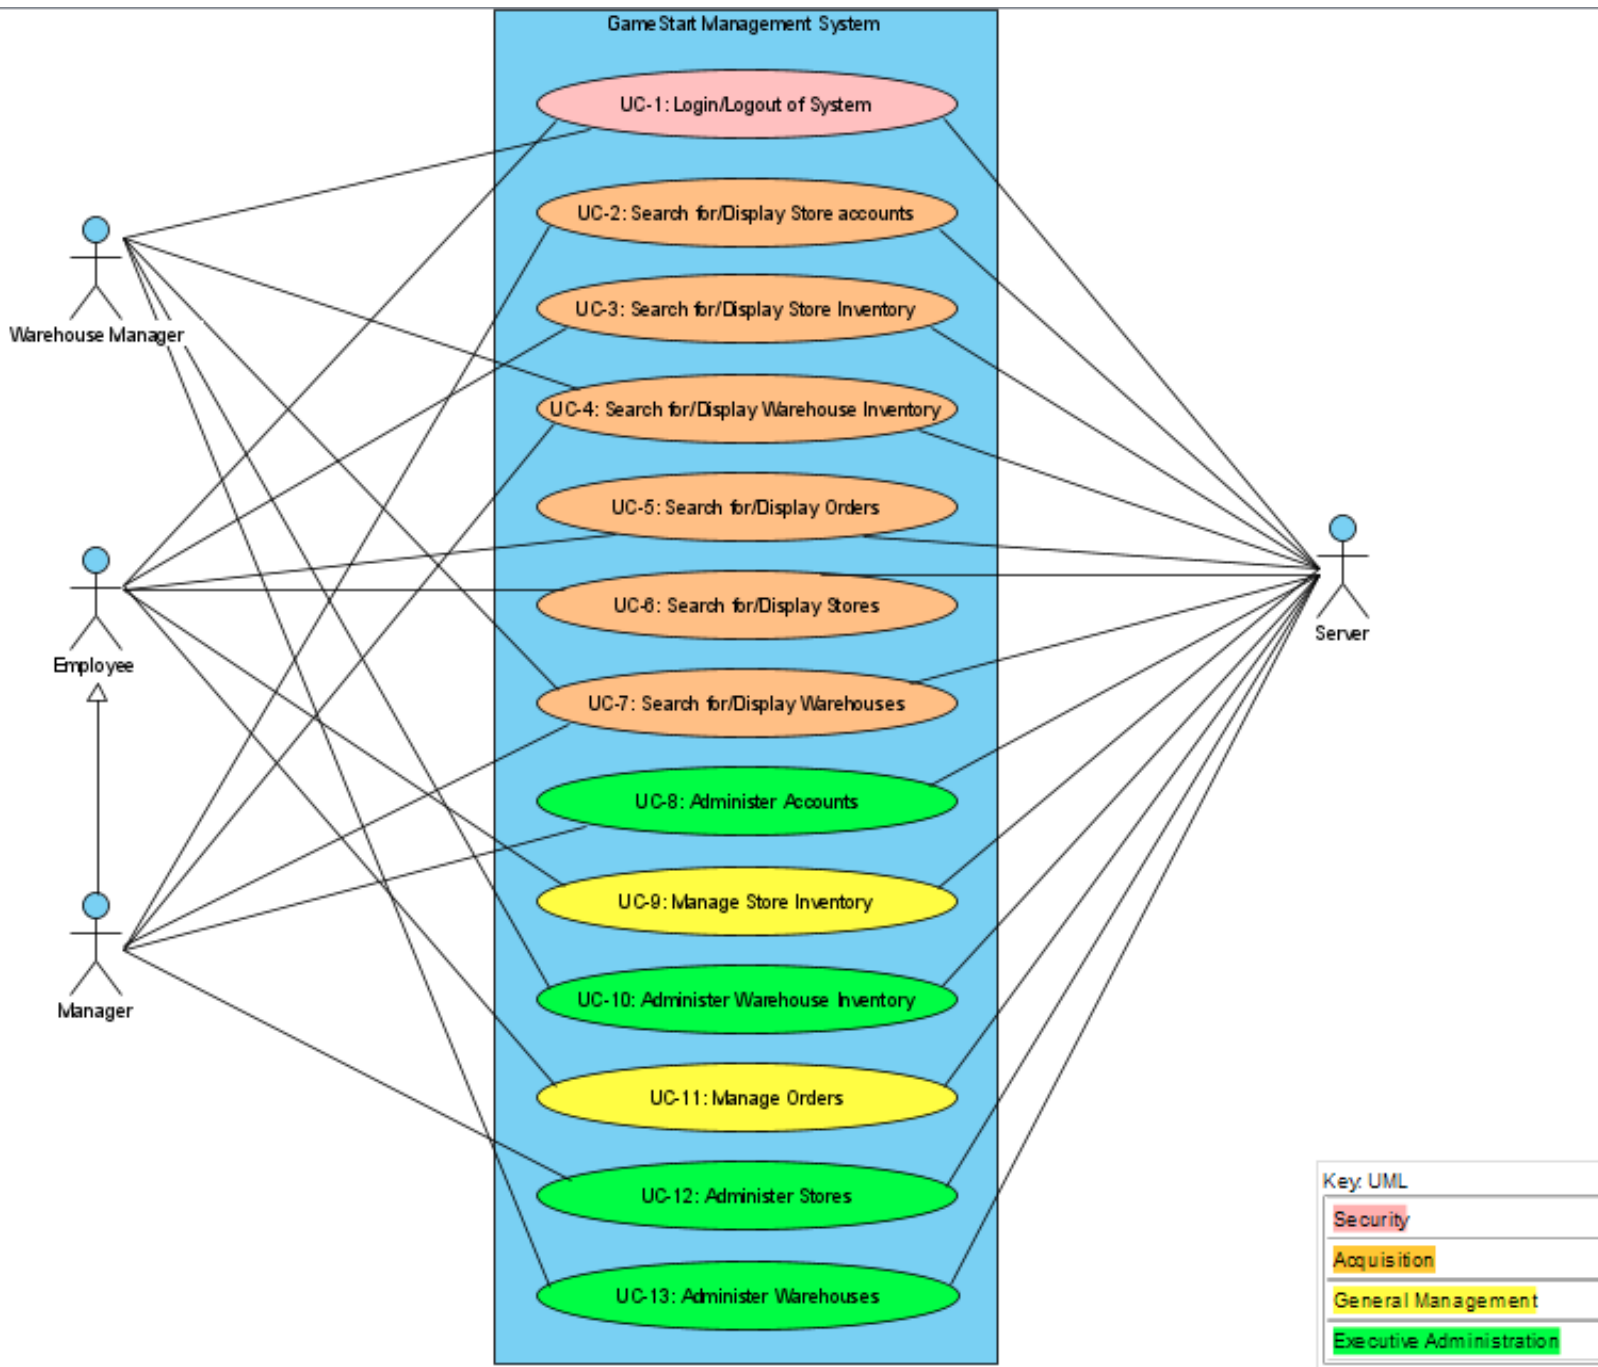 GameStart Management System
UC-1: Login/Logout of System
UC-2: Search for/Display Store accounts
UC-3: Search for/Display Store Inventory
Warehouse Manager
UC-4: Search for/Display Warehouse Inventory
UC-5: Search for/Display Orders
UC-6: Search for/Display Stores
Server
Employee
UC-7: Search for/Display Warehouses
UC-8: Administer Accounts
UC-9: Manage Store Inventory
UC-10: Administer Warehouse Inventory
Manager
UC-11: Manage Orders
UC-12: Administer Stores
UC-13: Administer Warehouses
Key: UML
Security
Acquisition
General Management
Executive Administration